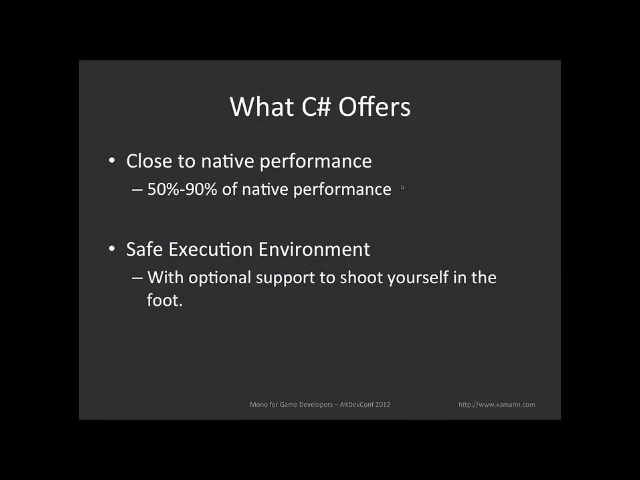 What C# Offers
• Close to native performance
– 50%-90% of native performance
• Safe Execution Environment
– With optional support to shoot yourself in the
foot.
Mono for Game Developers – AltDevConf 2012
http://www.xamarin.com